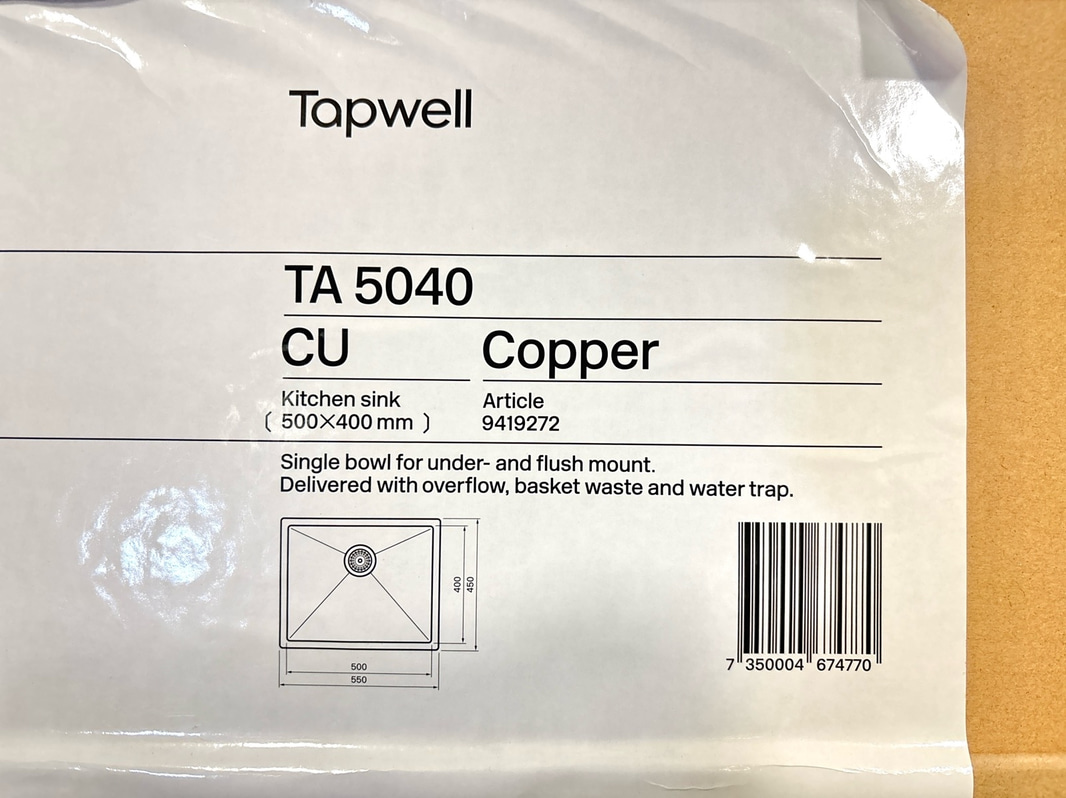 Tapwell
TA 5040
CU Copper
Kitchen sink Article
( 500×400 mm ) 9419272
Single bowl for under- and flush mount.
Delivered with overflow, basket waste and water trap.
400 450
500
550
7 350004 674770